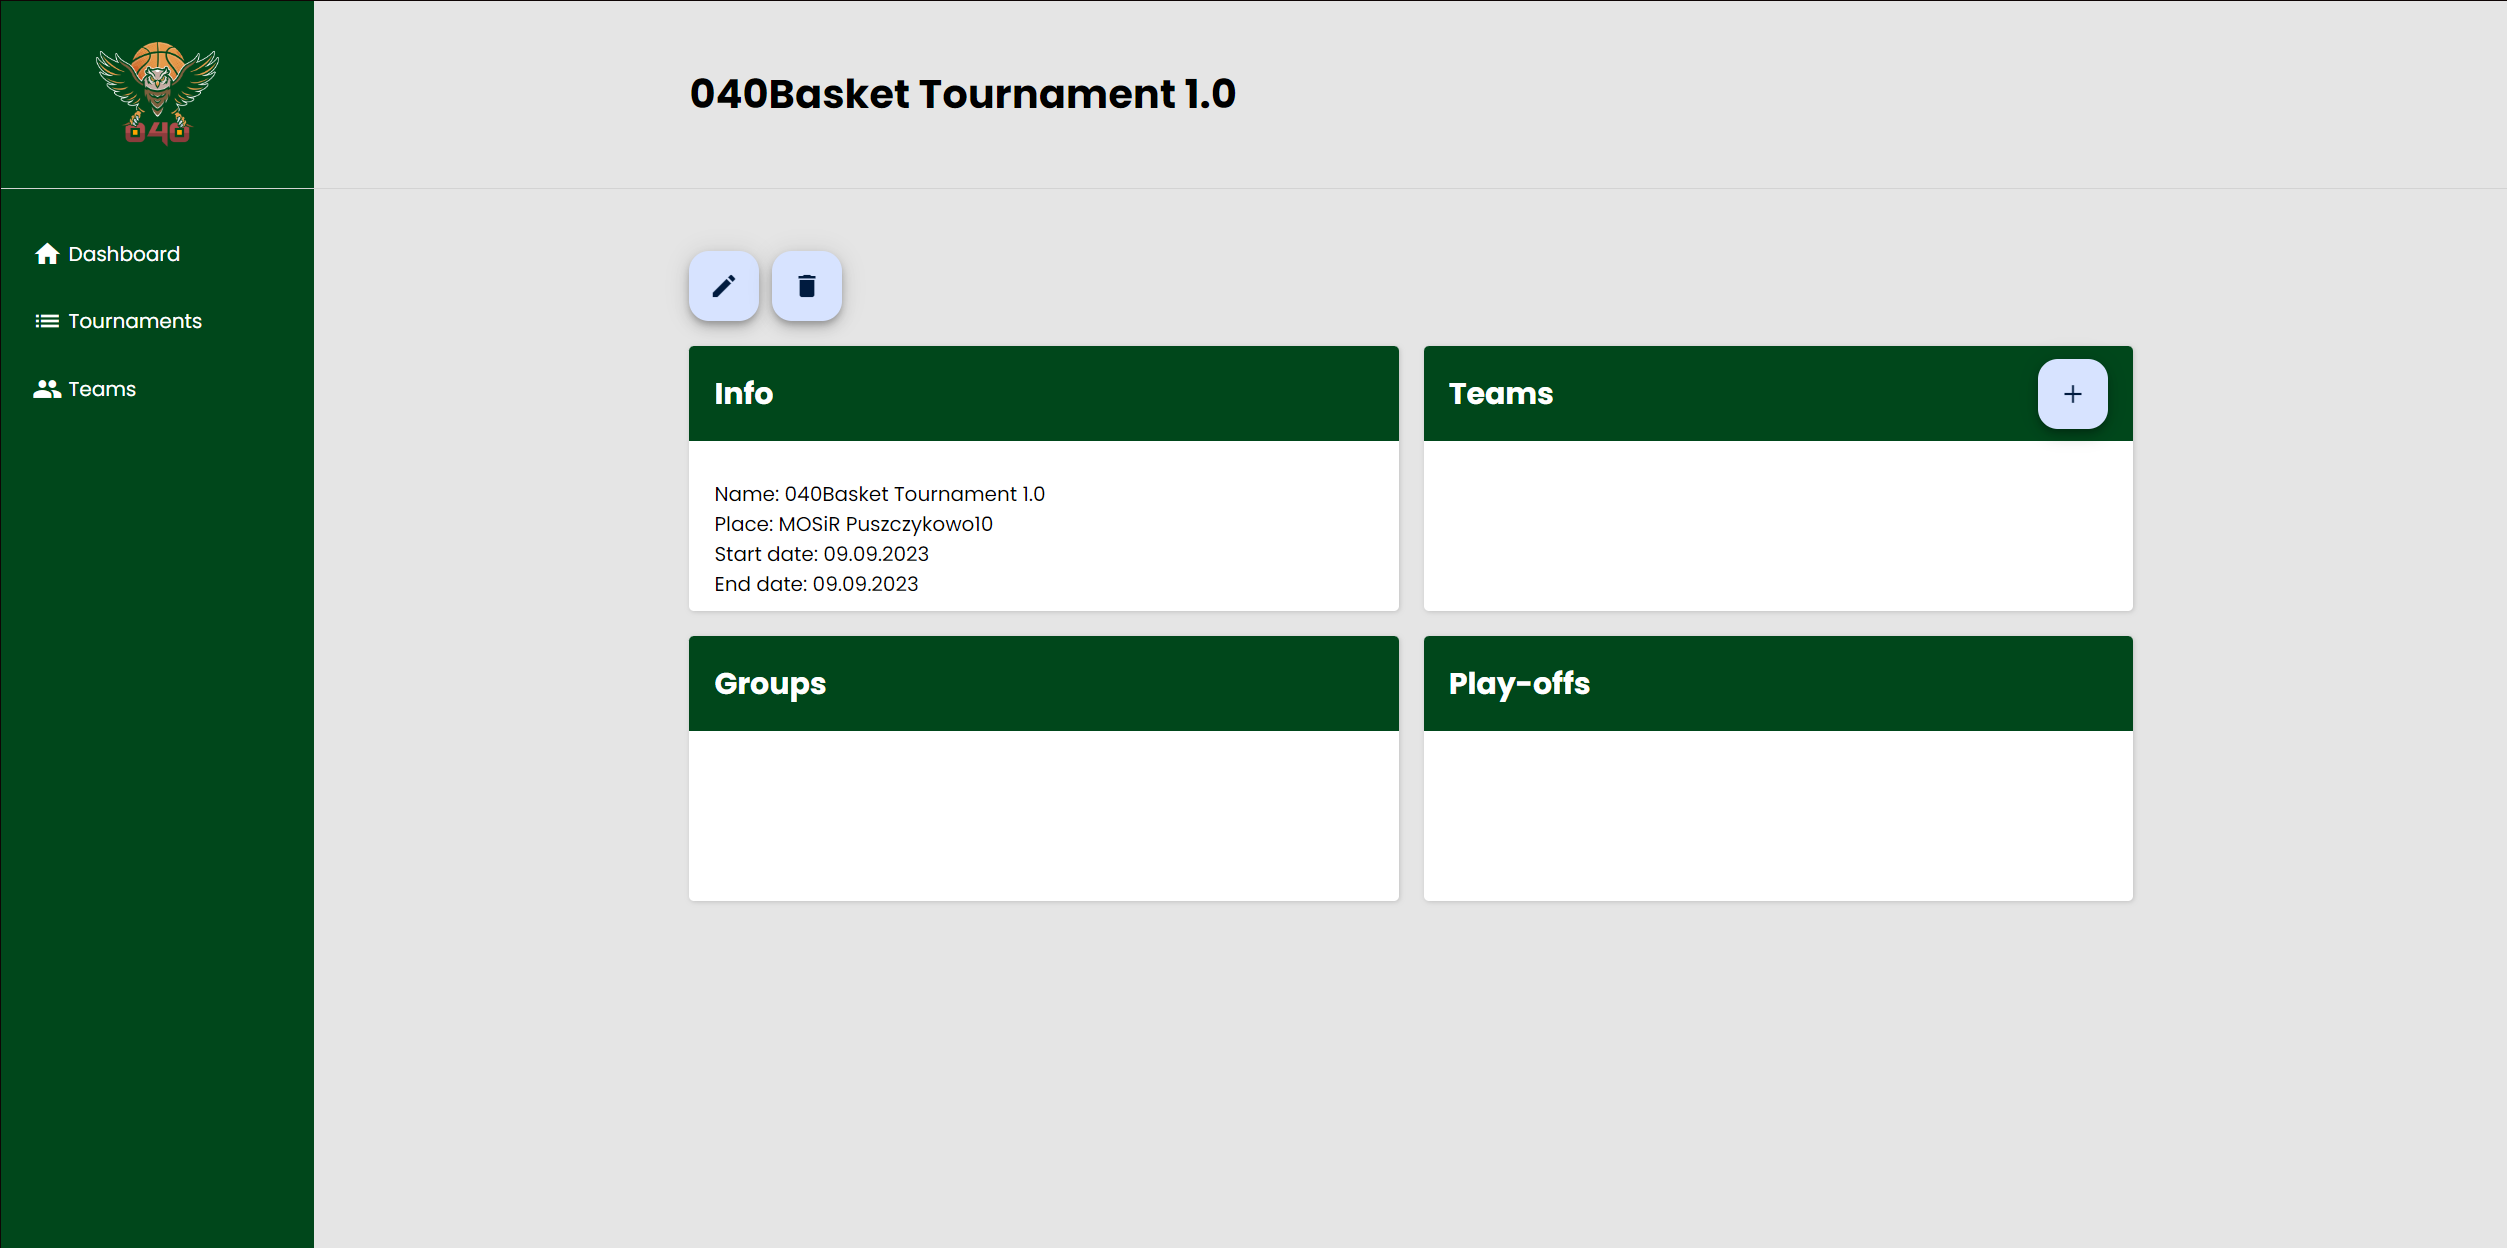 040
040Basket Tournament 1.0
Dashboard
Tournaments
Teams
Info
Name: 040Basket Tournament 1.0
Place: MOSiR Puszczykowo10
Start date: 09.09.2023
End date: 09.09.2023
Teams
Groups
Play-offs